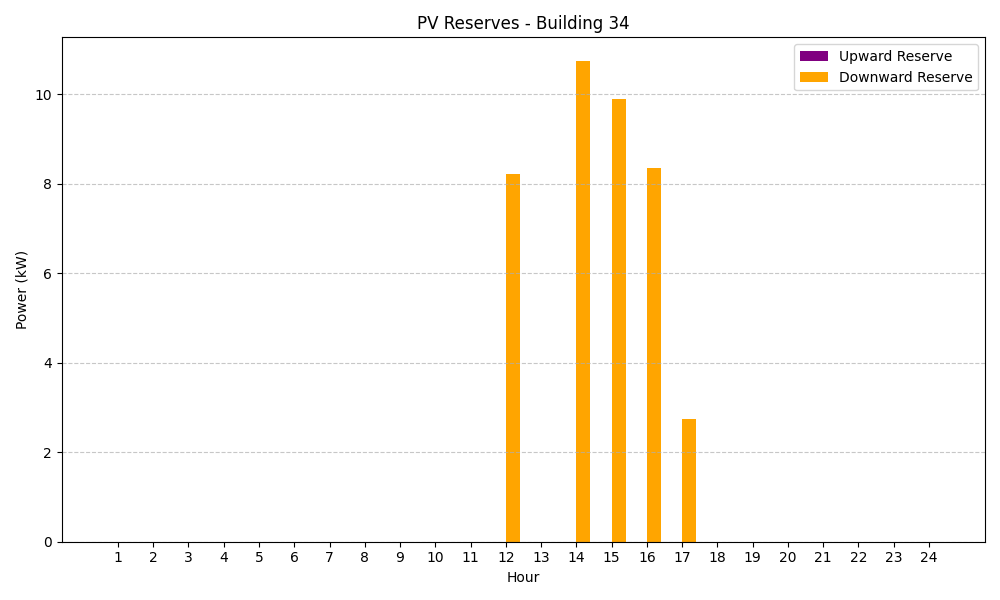 PV Reserves - Building 34
Upward Reserve
Downward Reserve
Power (kW)
10
8
6
4
2
0
1 2 3 4 5 6 7 8 9 10 11 12 13 14 15 16 17 18 19 20 21 22 23 24
Hour